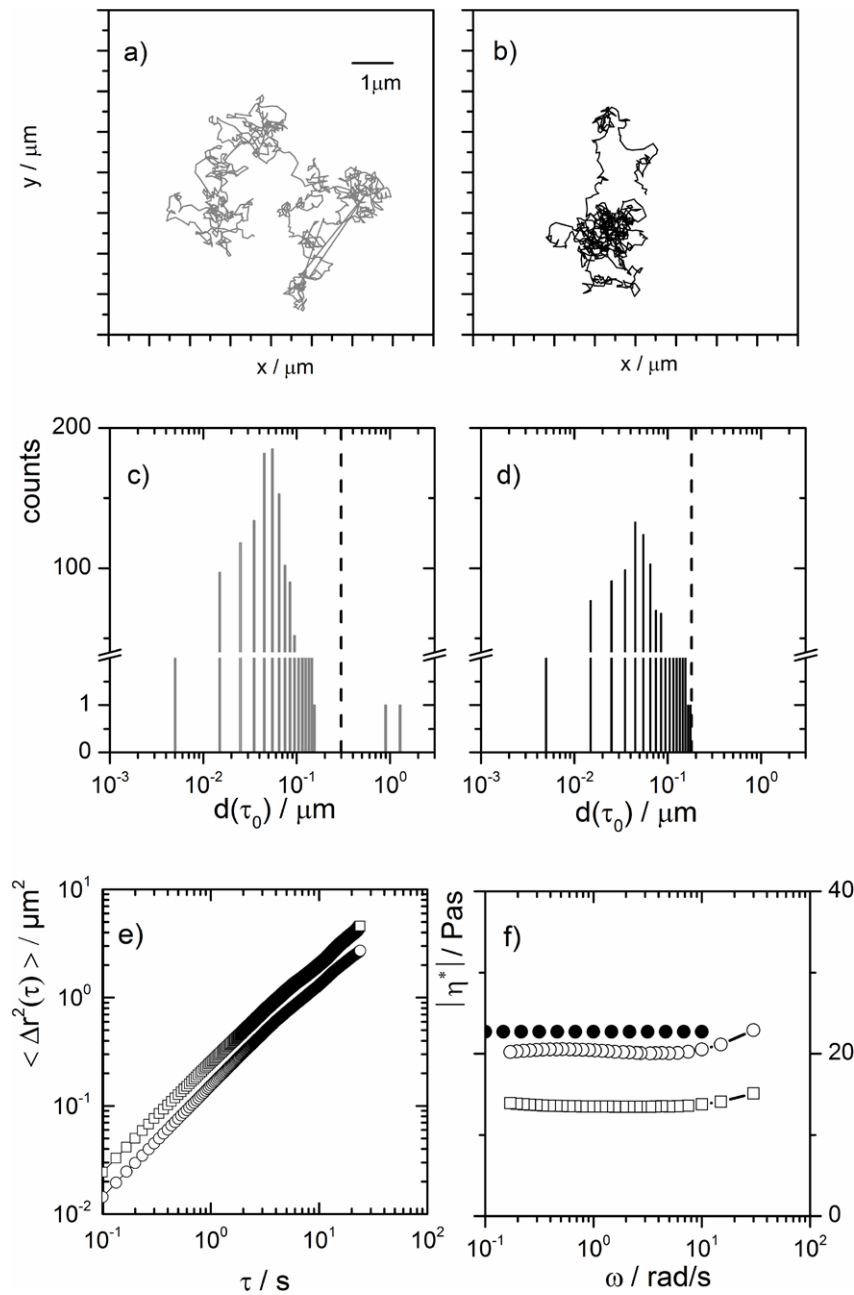 a)
1μm
b)
y / μm
x / μm
x / μm
200
c)
d)
counts
100
1
0
10⁻³ 10⁻² 10⁻¹ 10⁰
10⁻³ 10⁻² 10⁻¹ 10⁰
d(τ₀) / μm
d(τ₀) / μm
10¹
e)
< Δr²(τ) > / μm²
10⁰
10⁻¹
10⁻²
10⁻¹ 10⁰ 10¹ 10²
τ / s
f)
|η*| / Pas
40
20
0
10⁻¹ 10⁰ 10¹ 10²
ω / rad/s